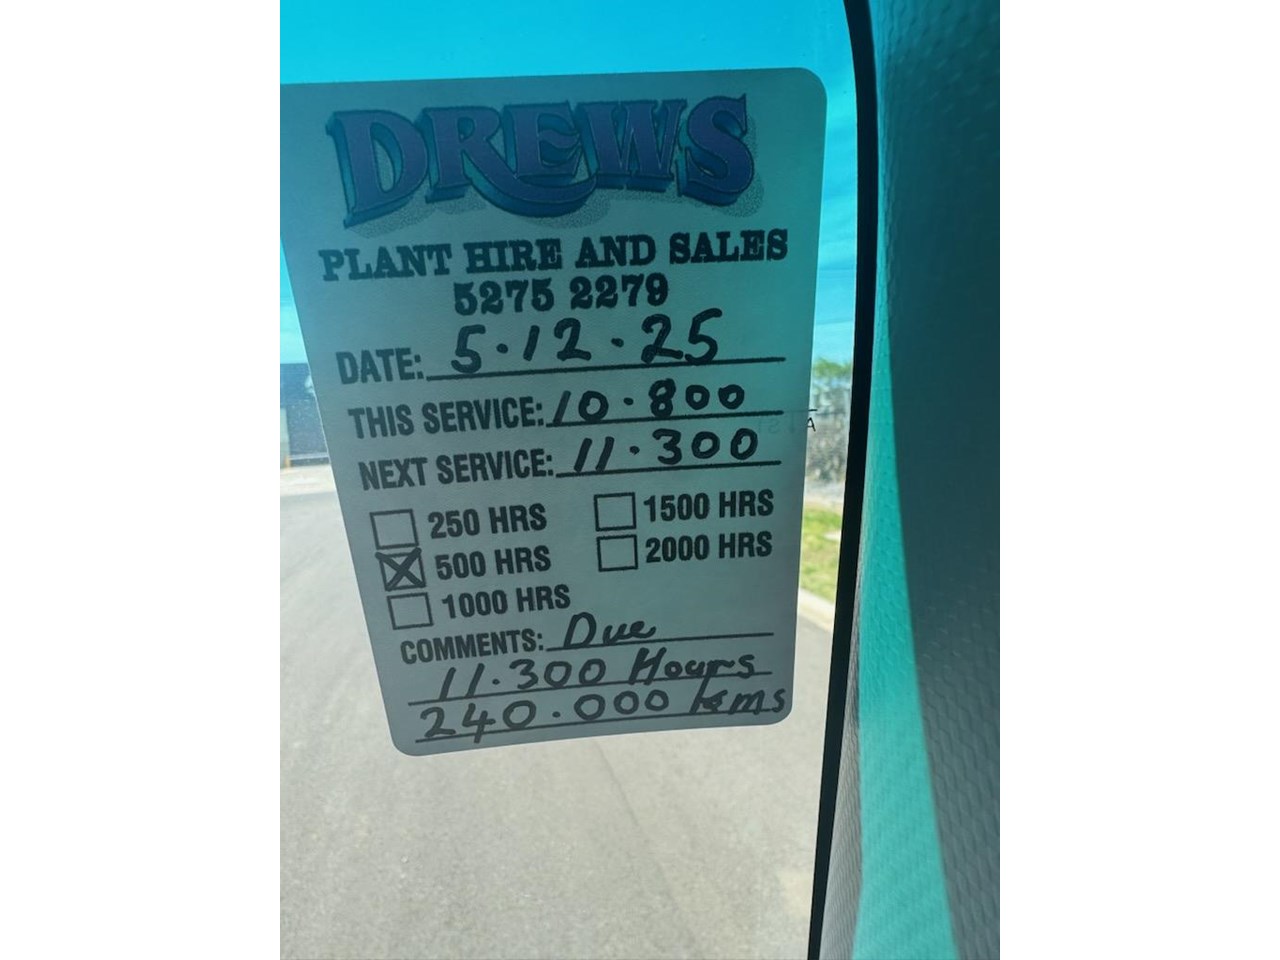 DREWS
PLANT HIRE AND SALES
5275 2279
DATE: 5.12.25
THIS SERVICE: 10.800
NEXT SERVICE: 11.300
250 HRS 1500 HRS
500 HRS 2000 HRS
1000 HRS
COMMENTS: Due
11.300 Hours
240.000 Kms